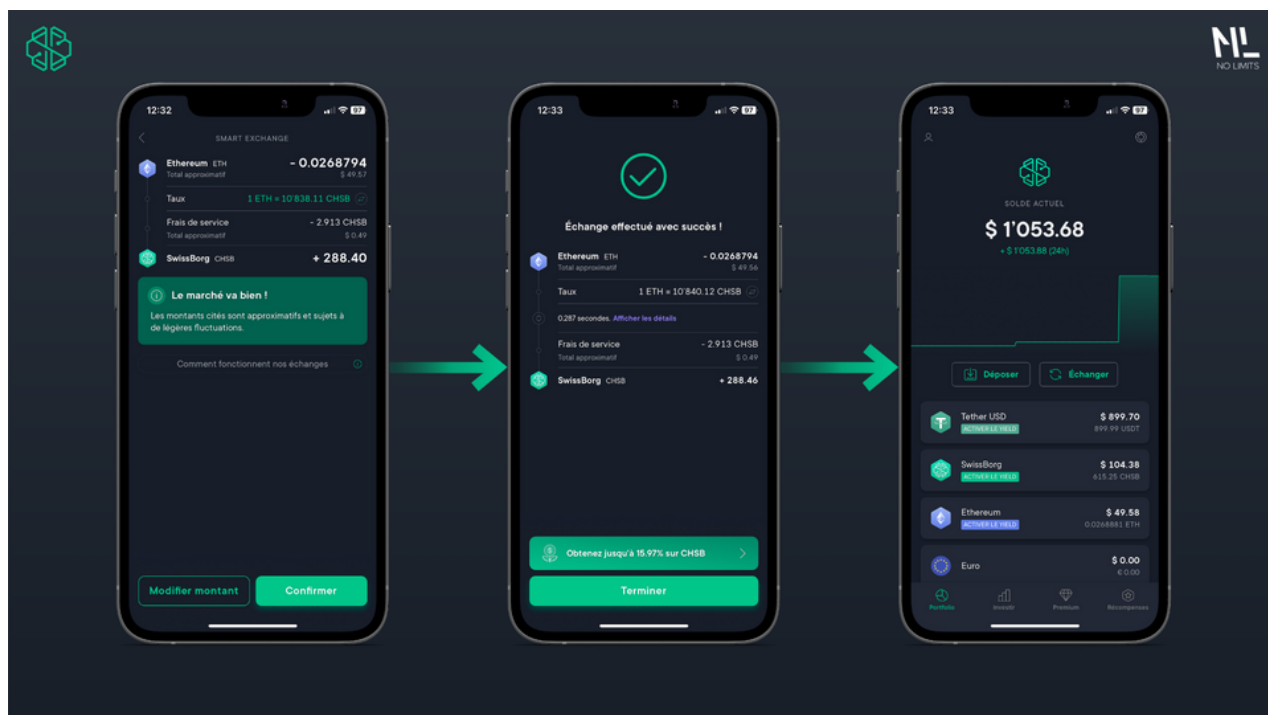 NL
NO LIMITS
12:32
97
SMART EXCHANGE
Ethereum ETH - 0.0268794
Total approximatif $ 49.57
Taux 1 ETH = 10'838.11 CHSB
Frais de service - 2.913 CHSB
Total approximatif $ 0.49
SwissBorg CHSB + 288.40
Le marché va bien !
Les montants cités sont approximatifs et sujets à
de légères fluctuations.
Comment fonctionnent nos échanges
Modifier montant Confirmer
12:33
97
Échange effectué avec succès !
Ethereum ETH - 0.0268794
Total approximatif $ 49.56
Taux 1 ETH = 10'840.12 CHSB
0.287 secondes. Afficher les détails
Frais de service - 2.913 CHSB
Total approximatif $ 0.49
SwissBorg CHSB + 288.46
Obtenez jusqu'à 15.97% sur CHSB
Terminer
12:33
97
SOLDE ACTUEL
$ 1'053.68
+ $ 1'053.88 (24h)
Déposer Échanger
Tether USD $ 899.70
ACTIVER LE YIELD 899.99 USDT
SwissBorg $ 104.38
ACTIVER LE YIELD 615.25 CHSB
Ethereum $ 49.58
ACTIVER LE YIELD 0.0268881 ETH
Euro $ 0.00
€ 0.00
Portfolio Investir Premium Récompenses